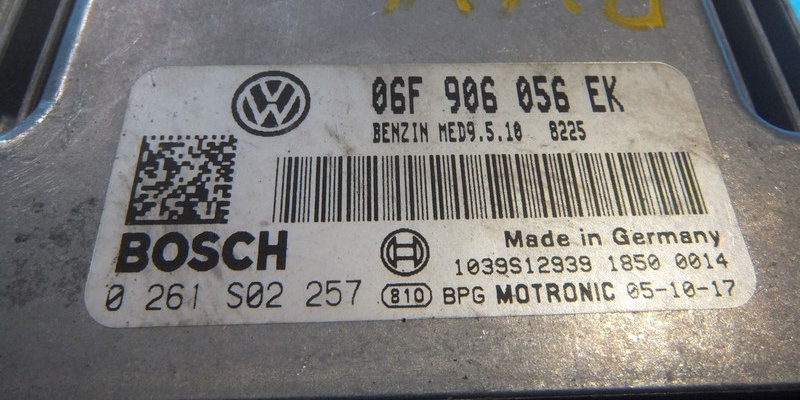 06F 906 056 EK
BENZIN MED9.5.10 8225
BOSCH
Made in Germany
1039S12939 1850 0014
0 261 S02 257 810 BPG MOTRONIC 05-10-17